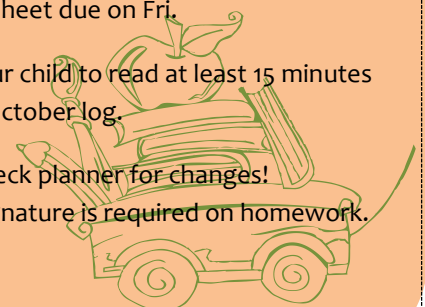 heet due on Fri.
ur child to read at least 15 minutes
ctober log.
eck planner for changes!
nature is required on homework.